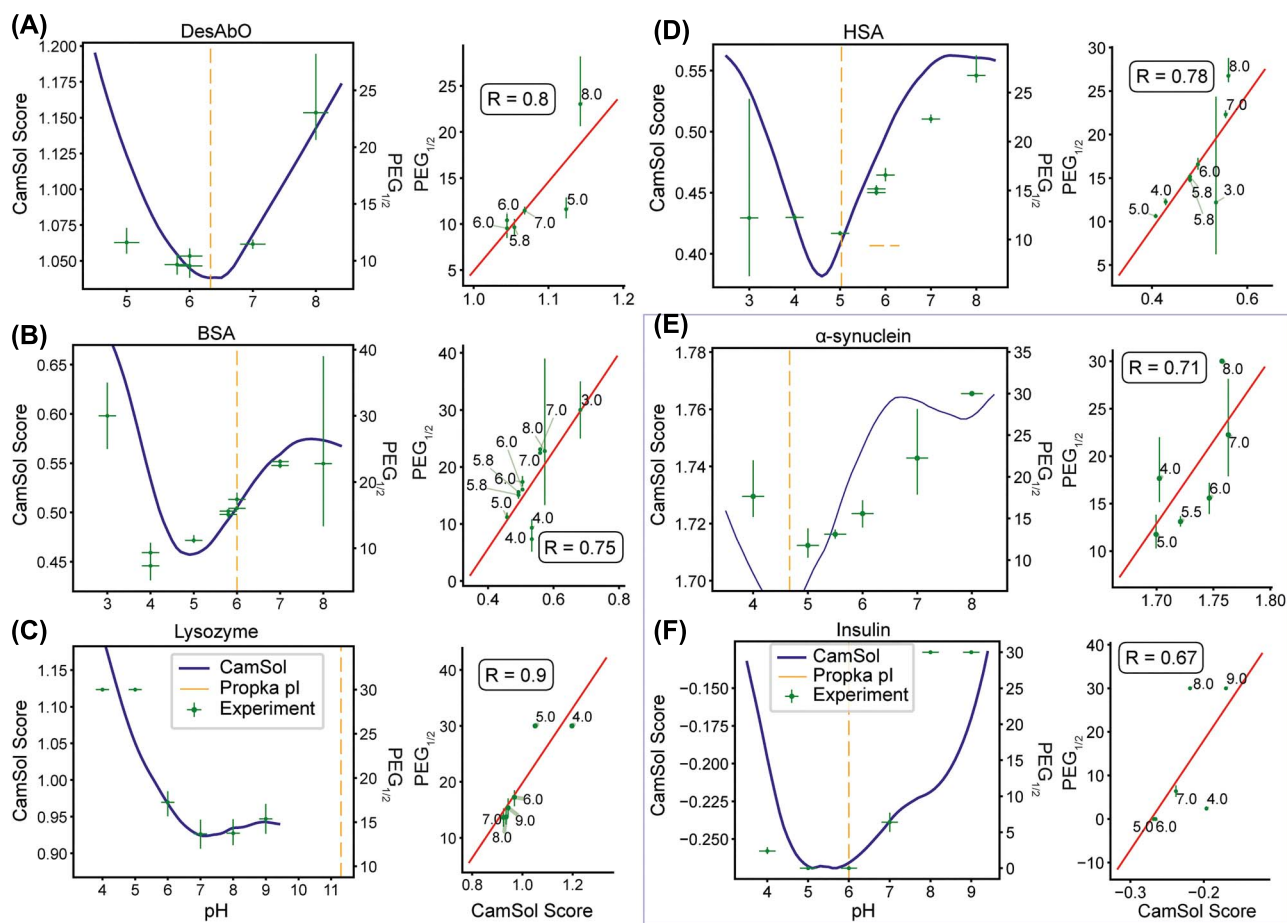 (A)
DesAbO
CamSol Score
1.200
1.175
1.150
1.125
1.100
1.075
1.050
5 6 7 8
25
20
15
10
PEG1/2
PEG1/2
30
25
20
15
10
5
R = 0.8
8.0
6.0
5.0
6.0
5.8
7.0
1.0 1.1 1.2
(D)
HSA
CamSol Score
0.55
0.50
0.45
0.40
3 4 5 6 7 8
25
20
15
10
PEG1/2
PEG1/2
30
25
20
15
10
5
R = 0.78
8.0
7.0
6.0
4.0
5.8
3.0
5.0
5.8
0.4 0.6
(B)
BSA
CamSol Score
0.65
0.60
0.55
0.50
0.45
3 4 5 6 7 8
40
30
20
10
PEG1/2
PEG1/2
40
30
20
10
0
7.0
3.0
8.0
6.0
7.0
5.8
6.0
5.8
5.0
4.0
4.0
R = 0.75
0.4 0.6 0.8
(E)
α-synuclein
CamSol Score
1.78
1.76
1.74
1.72
1.70
4 5 6 7 8
35
30
25
20
15
10
PEG1/2
PEG1/2
30
25
20
15
10
R = 0.71
8.0
7.0
4.0
6.0
5.5
5.0
1.70 1.75 1.80
(C)
Lysozyme
CamSol Score
1.15
1.10
1.05
1.00
0.95
0.90
CamSol
Propka pI
Experiment
4 5 6 7 8 9 10 11
pH
30
25
20
15
10
PEG1/2
PEG1/2
40
30
20
10
R = 0.9
5.0
4.0
6.0
7.0
9.0
8.0
1.0 1.2
CamSol Score
(F)
Insulin
CamSol Score
−0.150
−0.175
−0.200
−0.225
−0.250
CamSol
Propka pI
Experiment
4 5 6 7 8 9
pH
30
25
20
15
10
5
0
PEG1/2
PEG1/2
40
30
20
10
0
−10
R = 0.67
8.0
9.0
7.0
4.0
5.0
6.0
−0.3 −0.2
CamSol Score